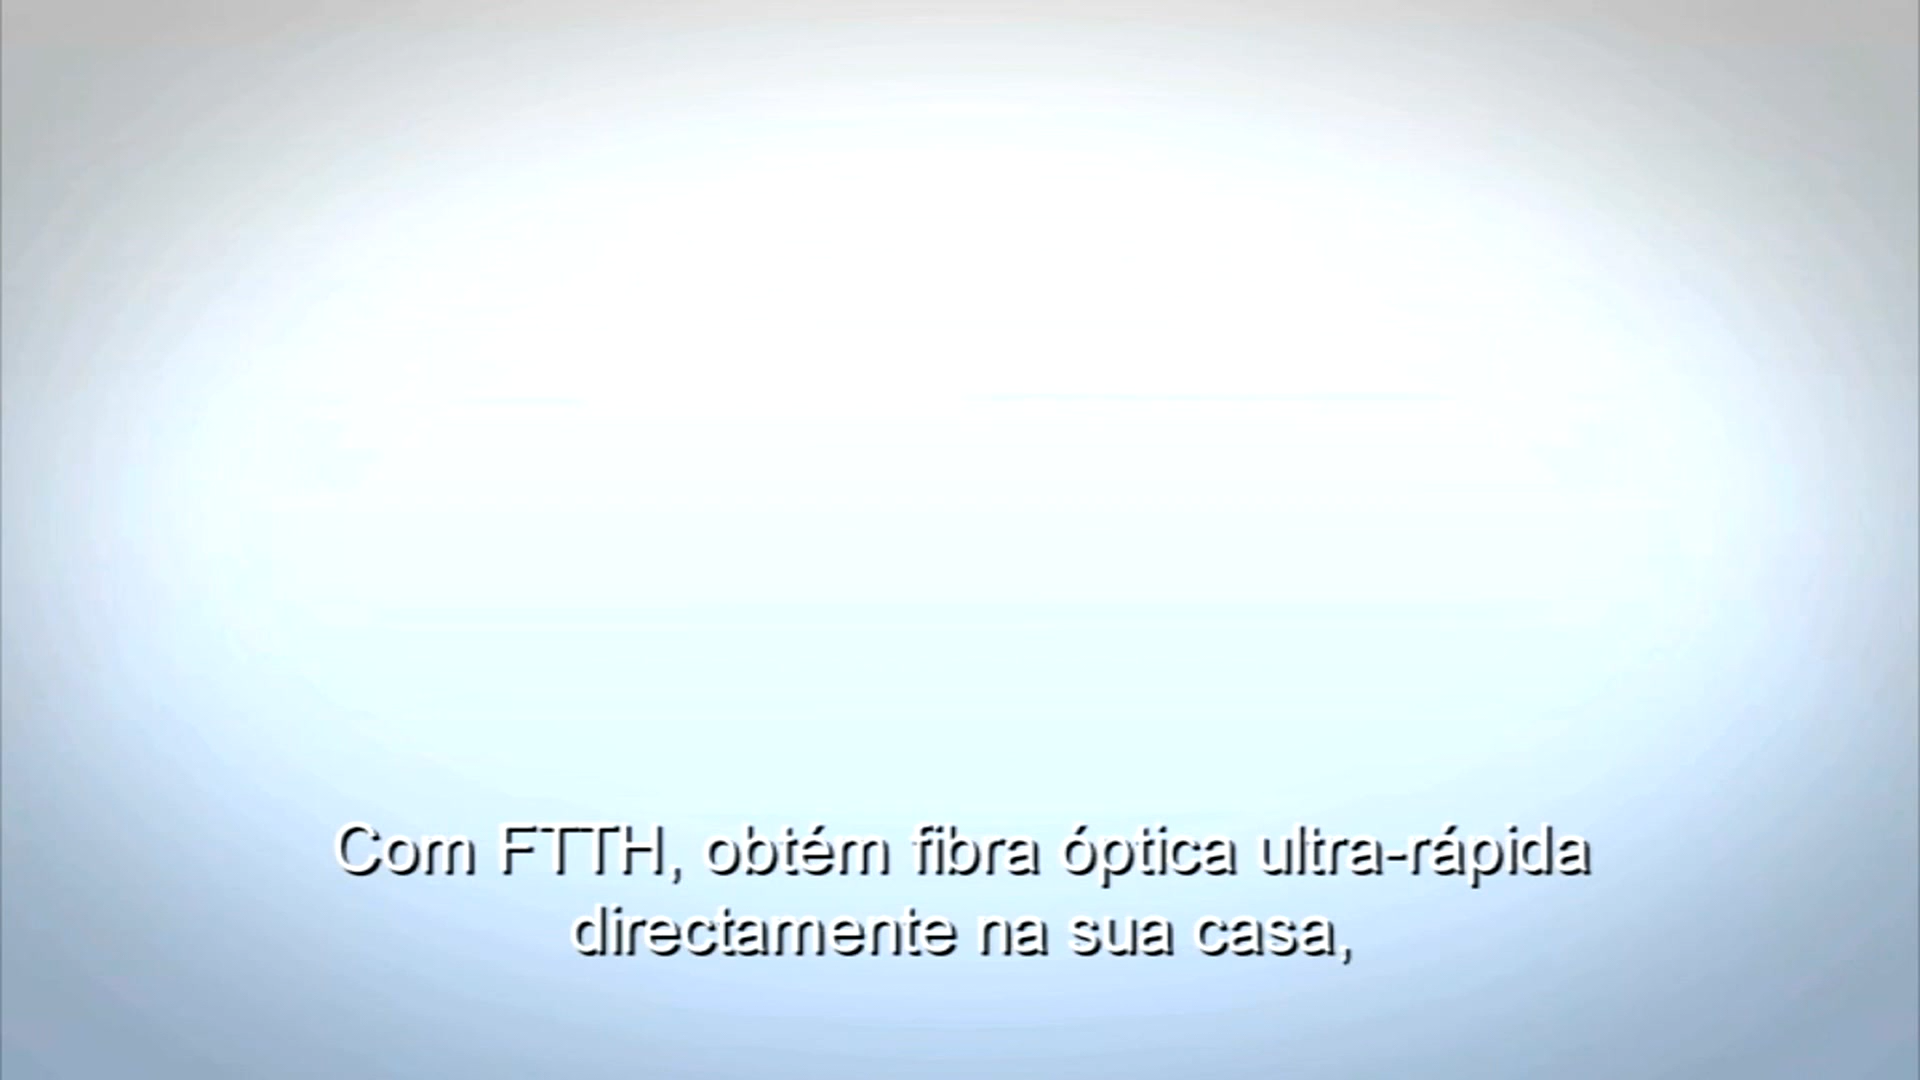 Com FTTH, obtém fibra óptica ultra-rápida
directamente na sua casa,